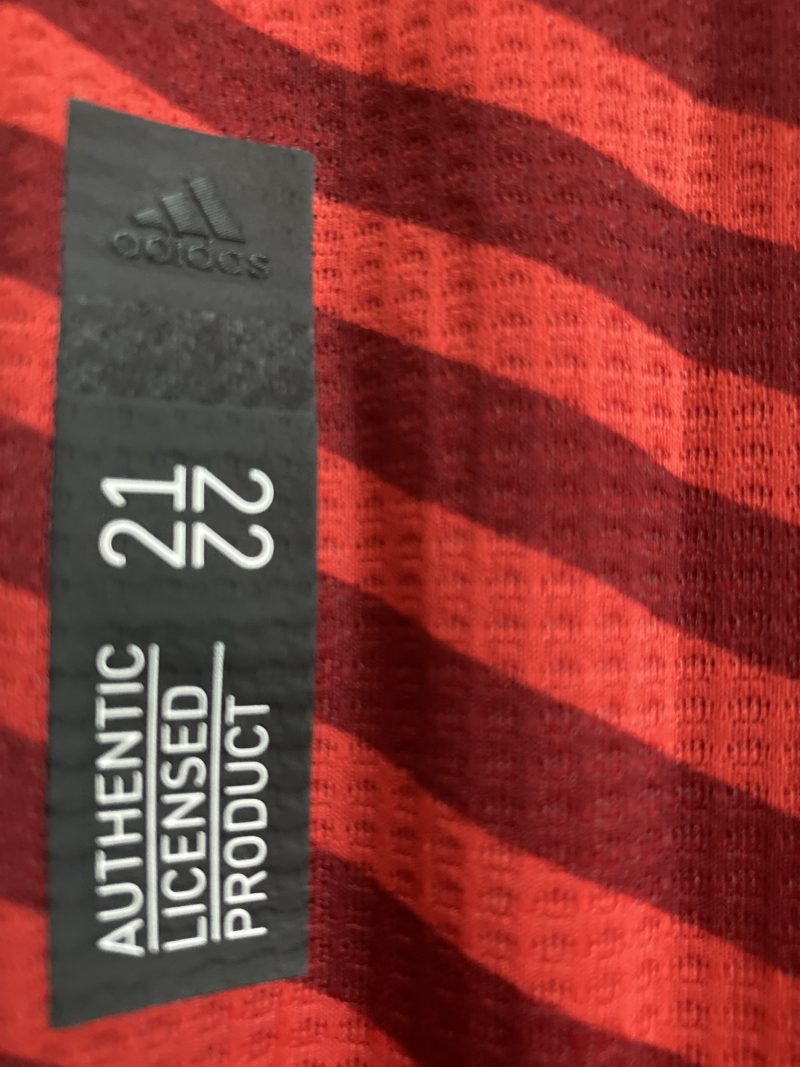 adidas
21
22
AUTHENTIC
LICENSED
PRODUCT